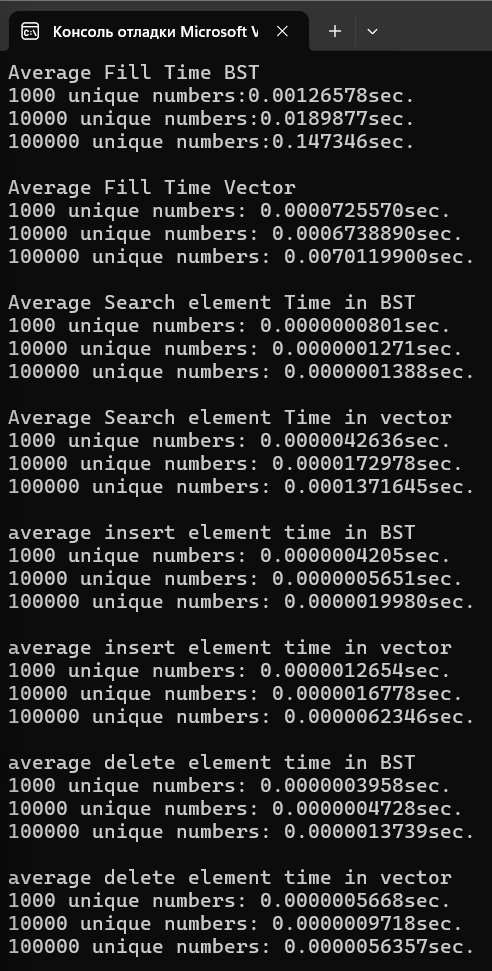 Консоль отладки Microsoft V
Average Fill Time BST
1000 unique numbers:0.00126578sec.
10000 unique numbers:0.0189877sec.
100000 unique numbers:0.147346sec.
Average Fill Time Vector
1000 unique numbers: 0.0000725570sec.
10000 unique numbers: 0.0006738890sec.
100000 unique numbers: 0.0070119900sec.
Average Search element Time in BST
1000 unique numbers: 0.0000000801sec.
10000 unique numbers: 0.0000001271sec.
100000 unique numbers: 0.0000001388sec.
Average Search element Time in vector
1000 unique numbers: 0.0000042636sec.
10000 unique numbers: 0.0000172978sec.
100000 unique numbers: 0.0001371645sec.
average insert element time in BST
1000 unique numbers: 0.0000004205sec.
10000 unique numbers: 0.0000005651sec.
100000 unique numbers: 0.0000019980sec.
average insert element time in vector
1000 unique numbers: 0.0000012654sec.
10000 unique numbers: 0.0000016778sec.
100000 unique numbers: 0.0000062346sec.
average delete element time in BST
1000 unique numbers: 0.0000003958sec.
10000 unique numbers: 0.0000004728sec.
100000 unique numbers: 0.0000013739sec.
average delete element time in vector
1000 unique numbers: 0.0000005668sec.
10000 unique numbers: 0.0000009718sec.
100000 unique numbers: 0.0000056357sec.